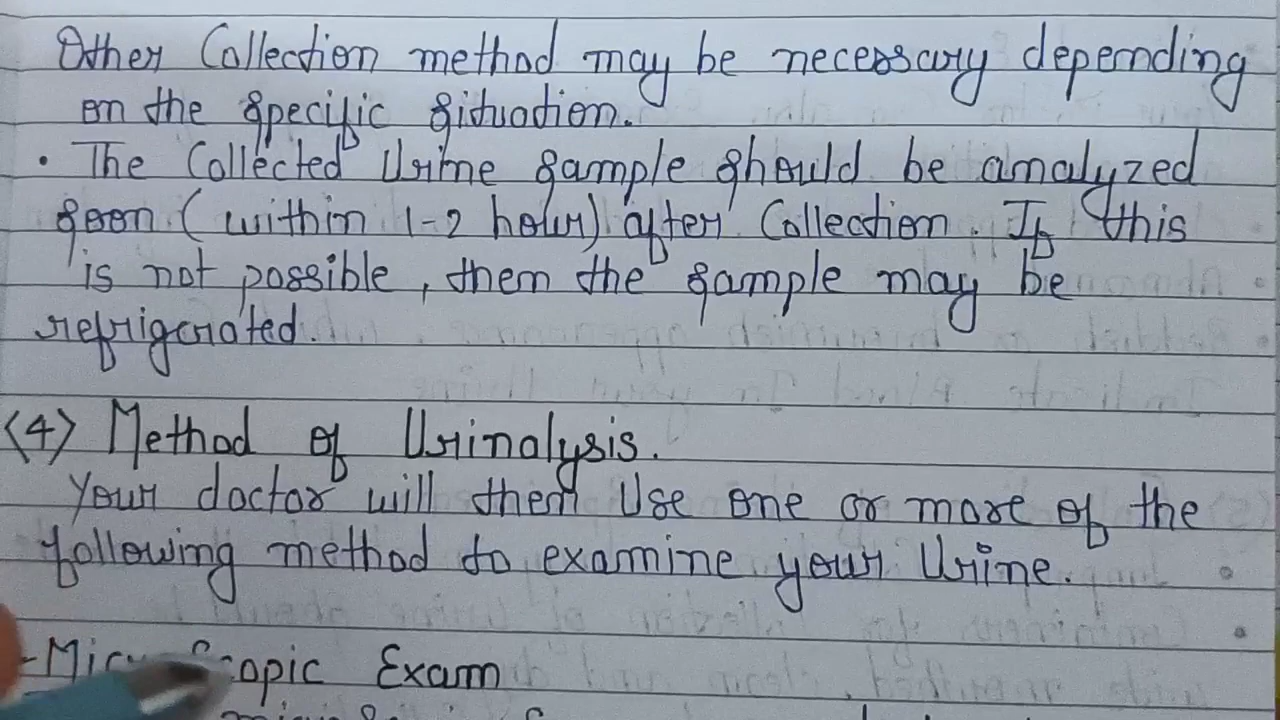 Other Collection method may be necessary depending
on the specific situation.
• The Collected Urine sample should be analyzed
soon (within 1-2 hour) after Collection. If this
is not possible, then the sample may be
refrigerated.
(4) Method of Urinalysis.
Your doctor will then Use one or more of the
following method to examine your Urine.
Exam